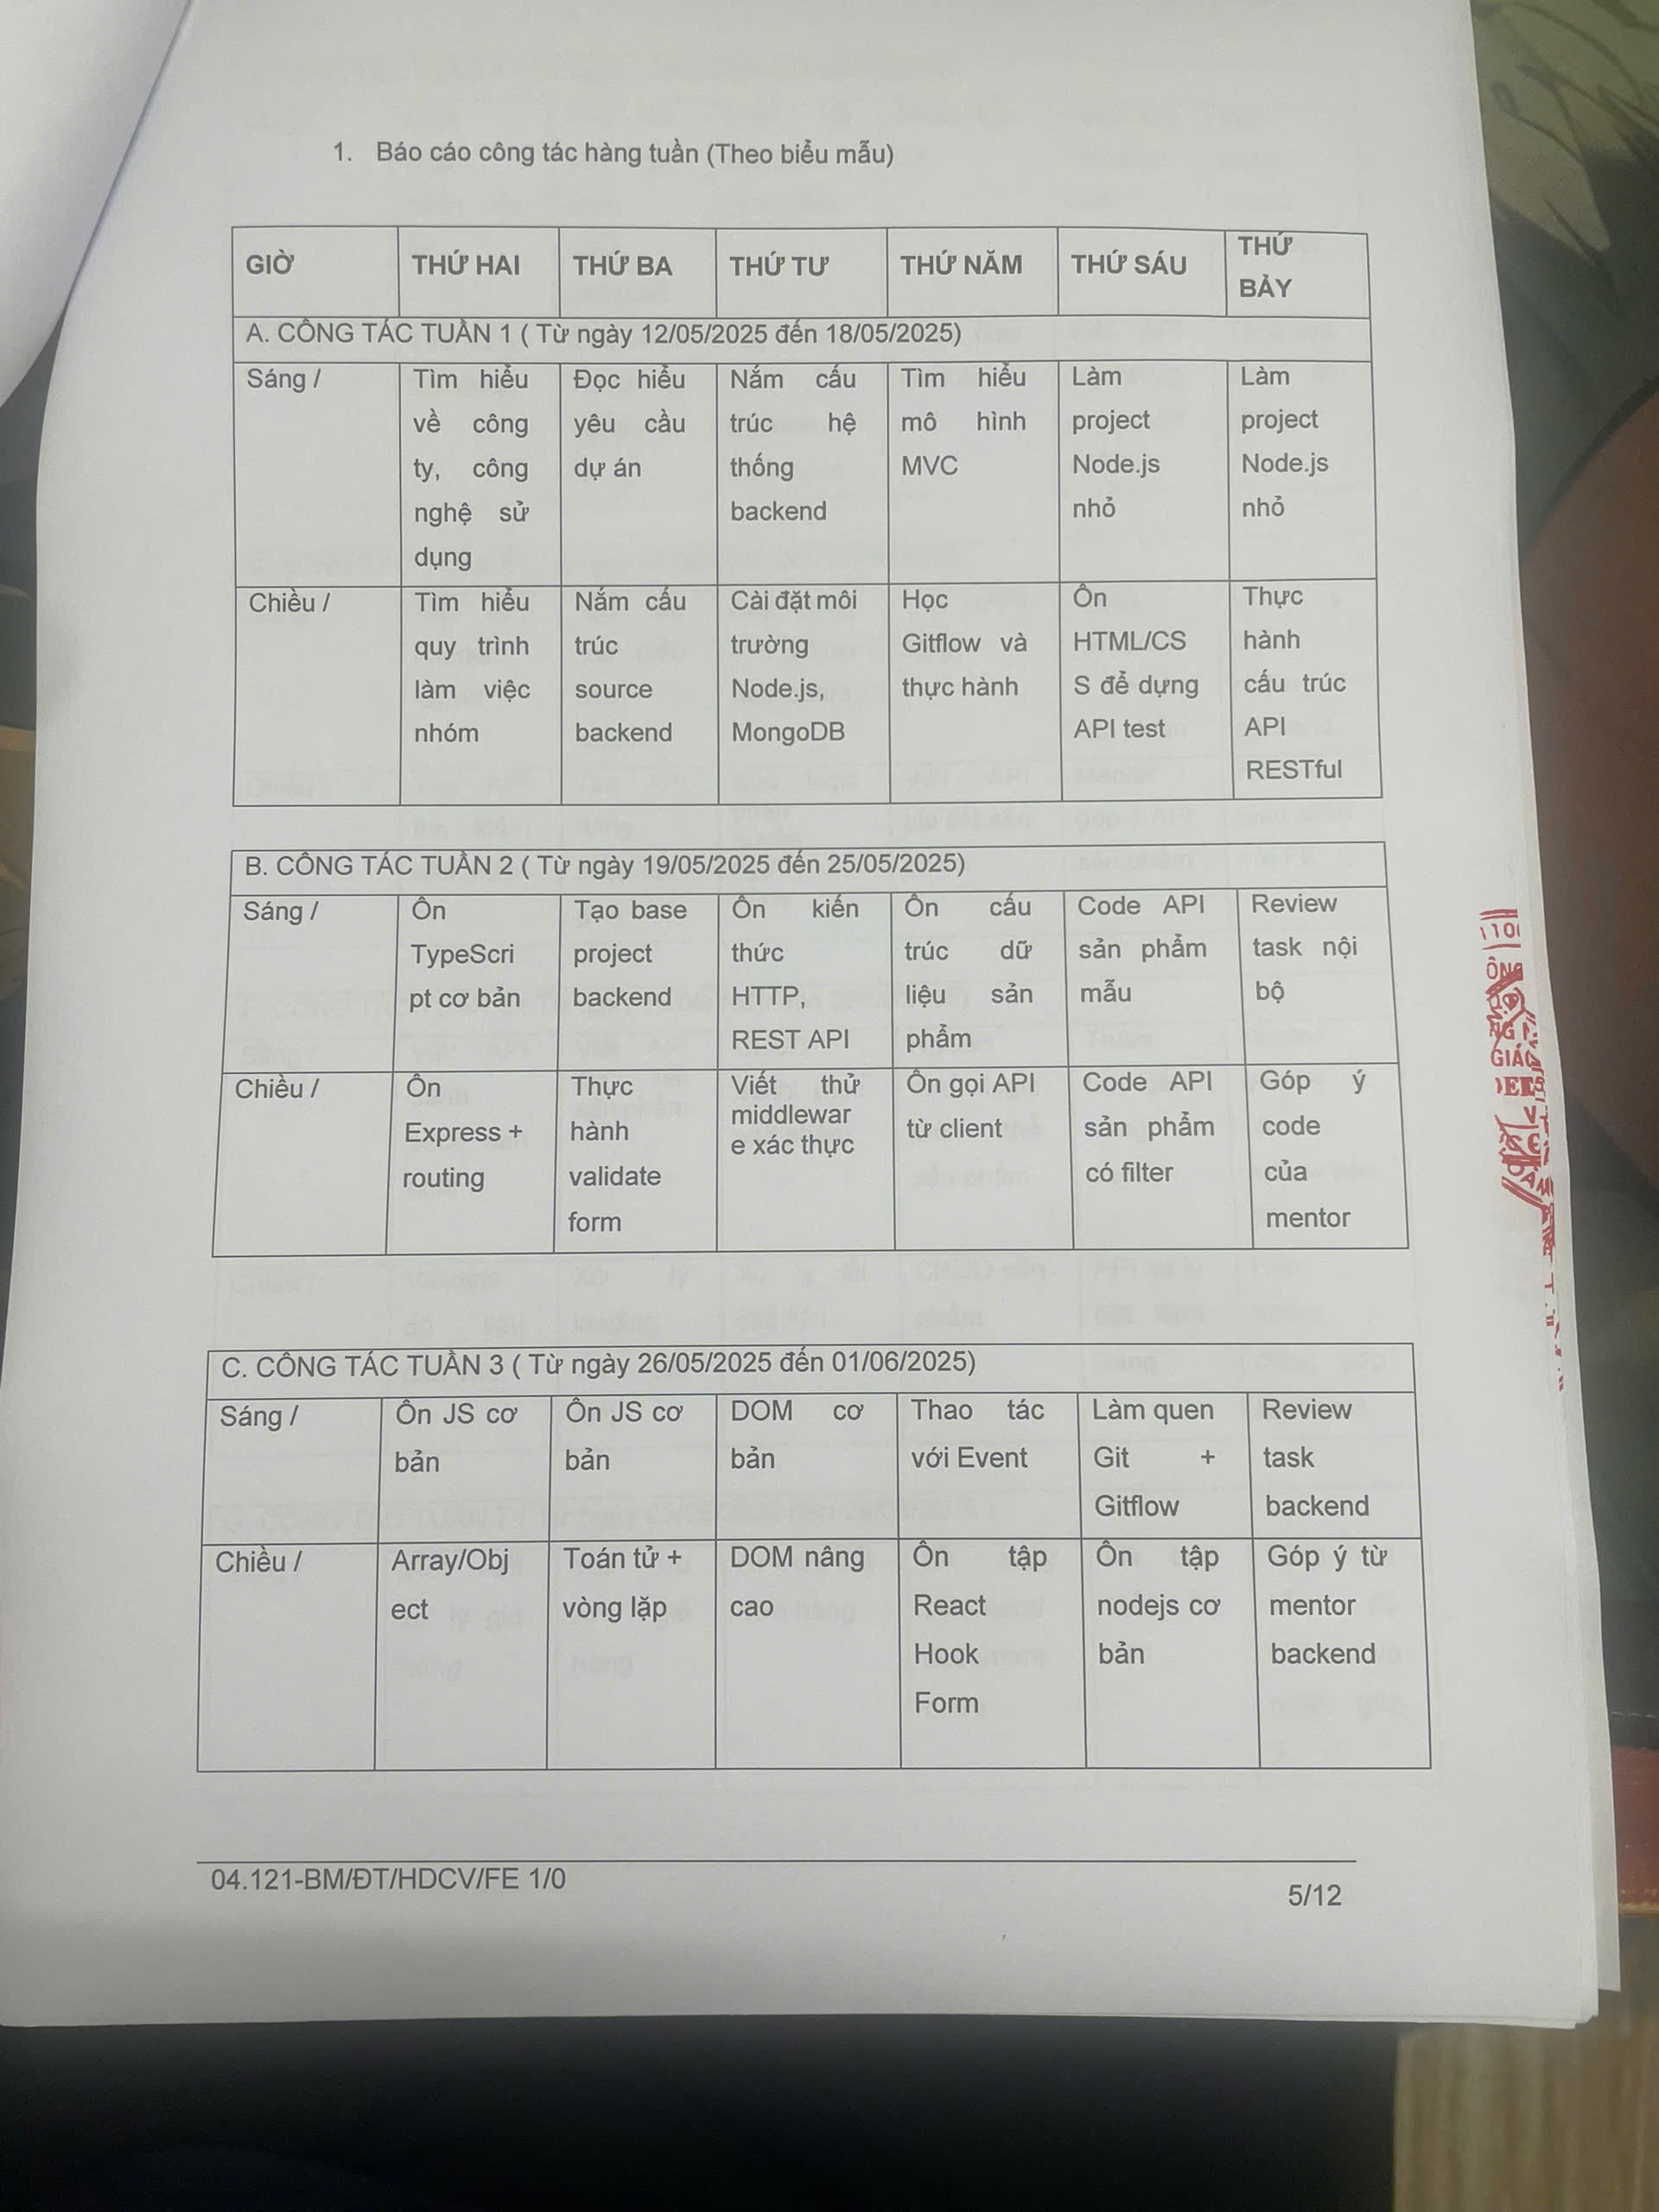 1. Báo cáo công tác hàng tuần (Theo biểu mẫu)
GIỜ THỨ HAI THỨ BA THỨ TƯ THỨ NĂM THỨ SÁU THỨ BẢY
A. CÔNG TÁC TUẦN 1 ( Từ ngày 12/05/2025 đến 18/05/2025)
Sáng /
Tìm hiểu
về công
ty, công
nghệ sử
dụng
Đọc hiểu
yêu cầu
dự án
Nắm cấu
trúc hệ
thống
backend
Tìm hiểu
mô hình
MVC
Làm
project
Node.js
nhỏ
Làm
project
Node.js
nhỏ
Chiều /
Tìm hiểu
quy trình
làm việc
nhóm
Nắm cấu
trúc
source
backend
Cài đặt môi
trường
Node.js,
MongoDB
Học
Gitflow và
thực hành
Ôn
HTML/CS
S để dựng
API test
Thực
hành
cấu trúc
API
RESTful
B. CÔNG TÁC TUẦN 2 ( Từ ngày 19/05/2025 đến 25/05/2025)
Sáng /
Ôn
TypeScri
pt cơ bản
Tạo base
project
backend
Ôn kiến
thức
HTTP,
REST API
Ôn cấu
trúc dữ
liệu sản
phẩm
Code API
sản phẩm
mẫu
Review
task nội
bộ
Chiều /
Ôn
Express +
routing
Thực
hành
validate
form
Viết thử
middlewar
e xác thực
Ôn gọi API
từ client
Code API
sản phẩm
có filter
Góp ý
code
của
mentor
C. CÔNG TÁC TUẦN 3 ( Từ ngày 26/05/2025 đến 01/06/2025)
Sáng /
Ôn JS cơ
bản
Ôn JS cơ
bản
DOM cơ
bản
Thao tác
với Event
Làm quen
Git +
Gitflow
Review
task
backend
Chiều /
Array/Obj
ect
Toán tử +
vòng lặp
DOM nâng
cao
Ôn tập
React
Hook
Form
Ôn tập
nodejs cơ
bản
Góp ý từ
mentor
backend
04.121-BM/ĐT/HDCV/FE 1/0
5/12